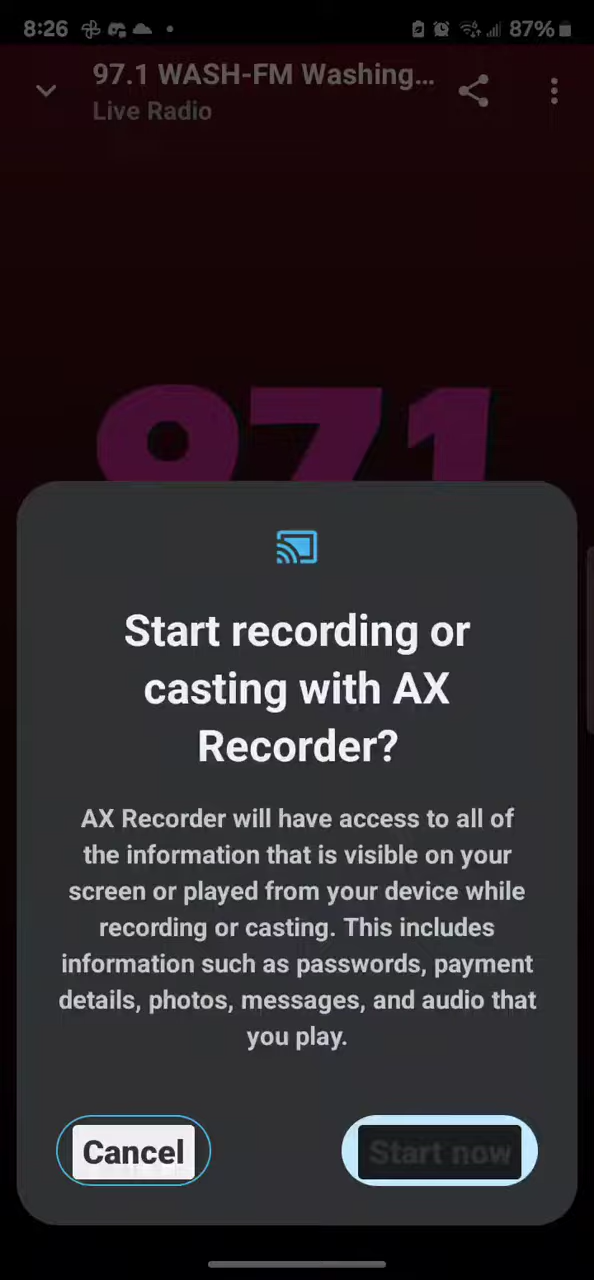 8:26 87%
97.1 WASH-FM Washing...
Live Radio
971
Start recording or
casting with AX
Recorder?
AX Recorder will have access to all of
the information that is visible on your
screen or played from your device while
recording or casting. This includes
information such as passwords, payment
details, photos, messages, and audio that
you play.
Cancel Start now